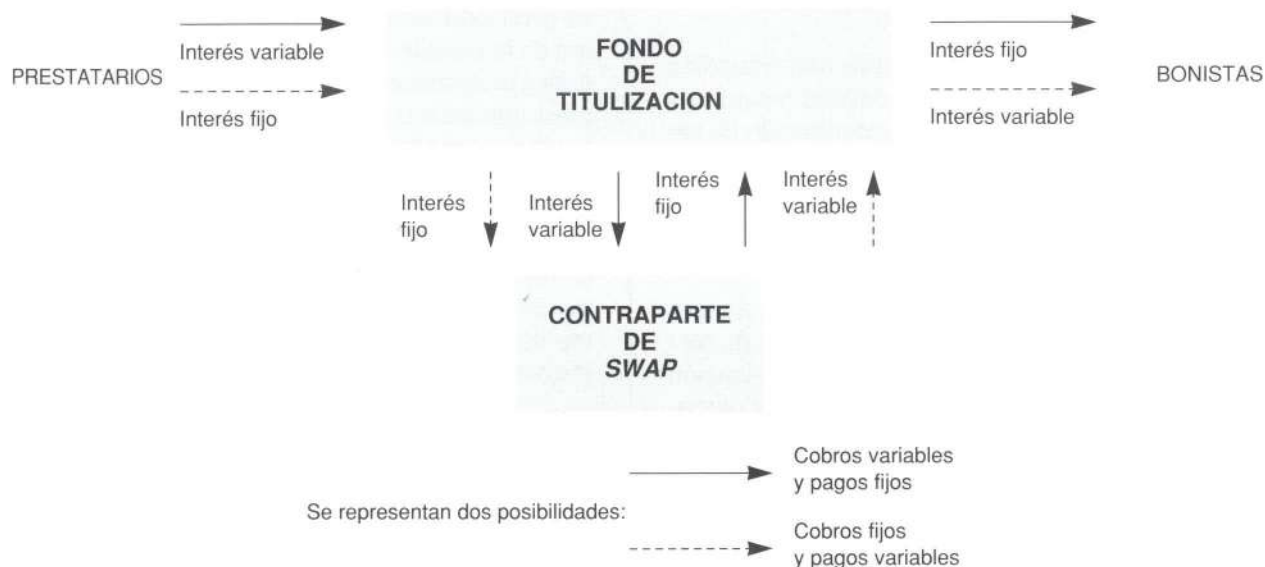 Interés variable
PRESTATARIOS
Interés fijo
FONDO
DE
TITULIZACION
Interés fijo
BONISTAS
Interés variable
Interés
fijo
Interés
variable
Interés
fijo
Interés
variable
CONTRAPARTE
DE
SWAP
Se representan dos posibilidades:
Cobros variables
y pagos fijos
Cobros fijos
y pagos variables